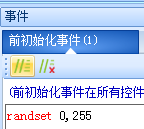 事件
前初始化事件(1)
(前初始化事件在所有控件
randset 0,255